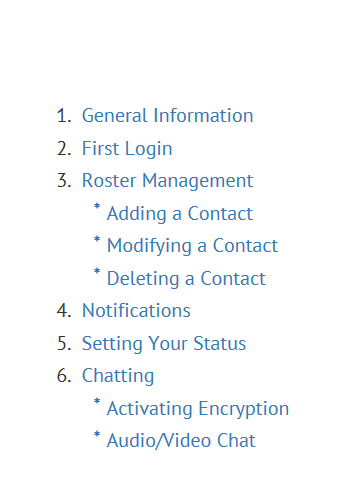 1. General Information
2. First Login
3. Roster Management
* Adding a Contact
* Modifying a Contact
* Deleting a Contact
4. Notifications
5. Setting Your Status
6. Chatting
* Activating Encryption
* Audio/Video Chat